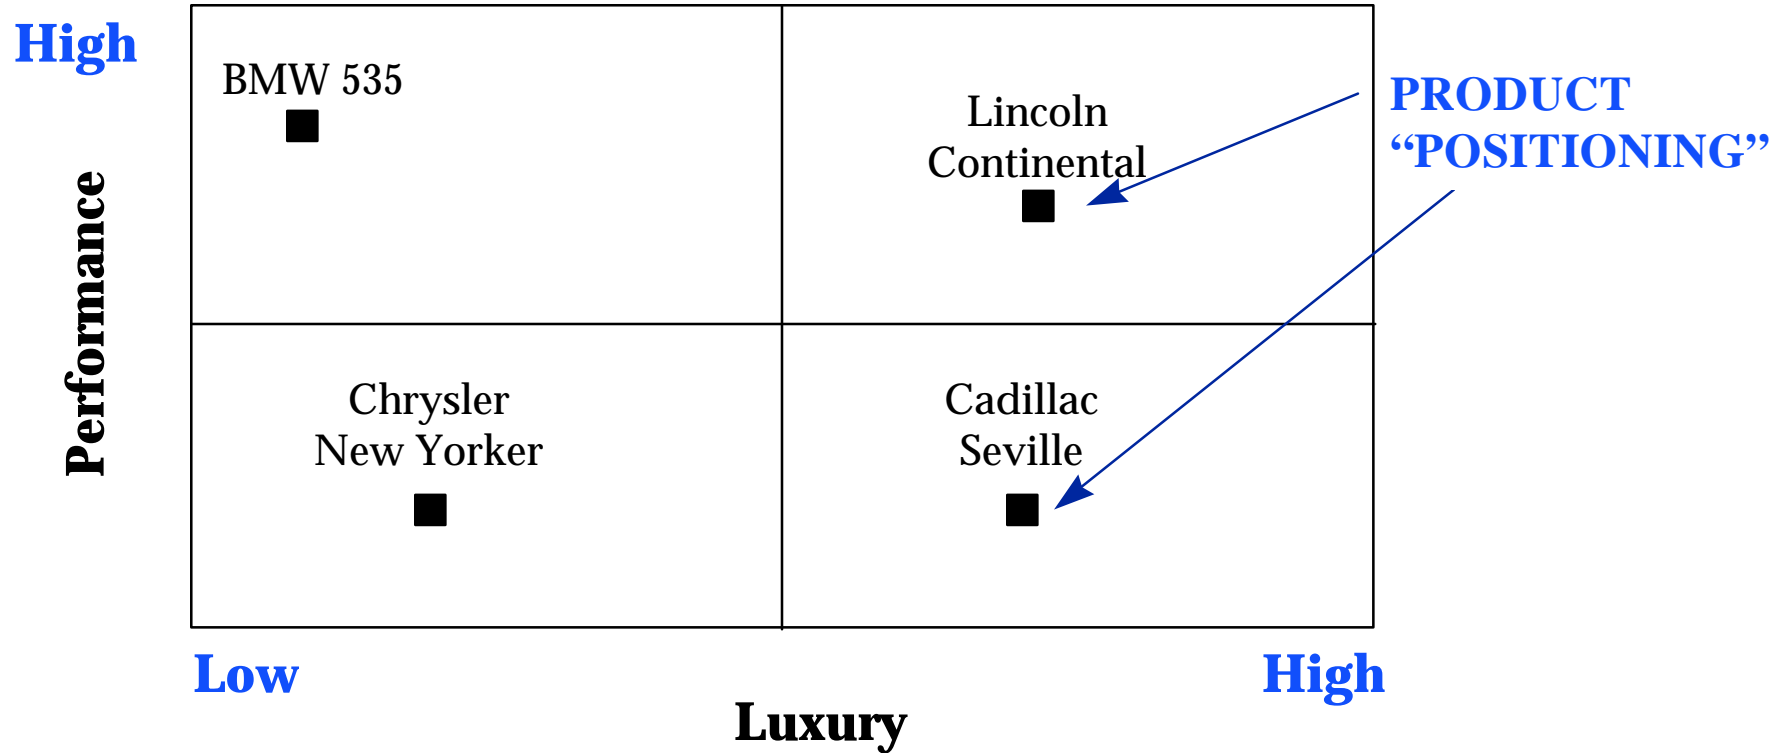 High
BMW 535
Lincoln
Continental
PRODUCT
“POSITIONING”
Performance
Chrysler
New Yorker
Cadillac
Seville
Low
High
Luxury